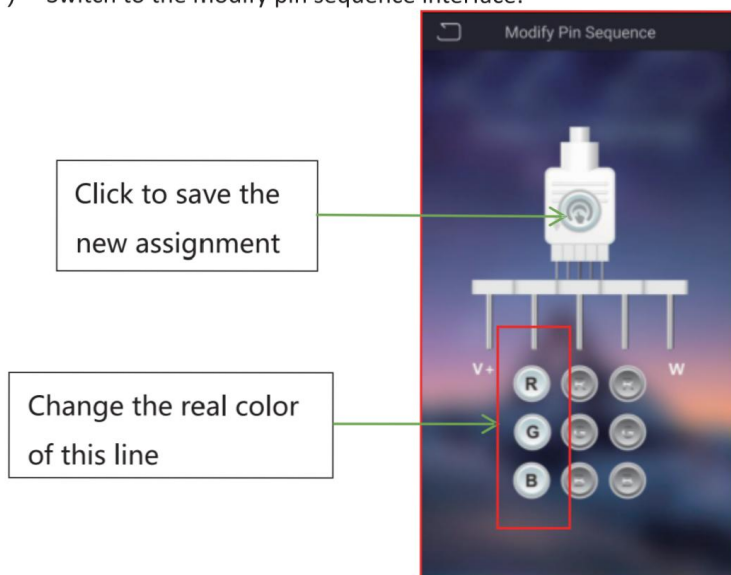 Switch to the Modify pin sequence interface:
Modify Pin Sequence
Click to save the
new assignment
V+
W
Change the real color
of this line
R
G
B